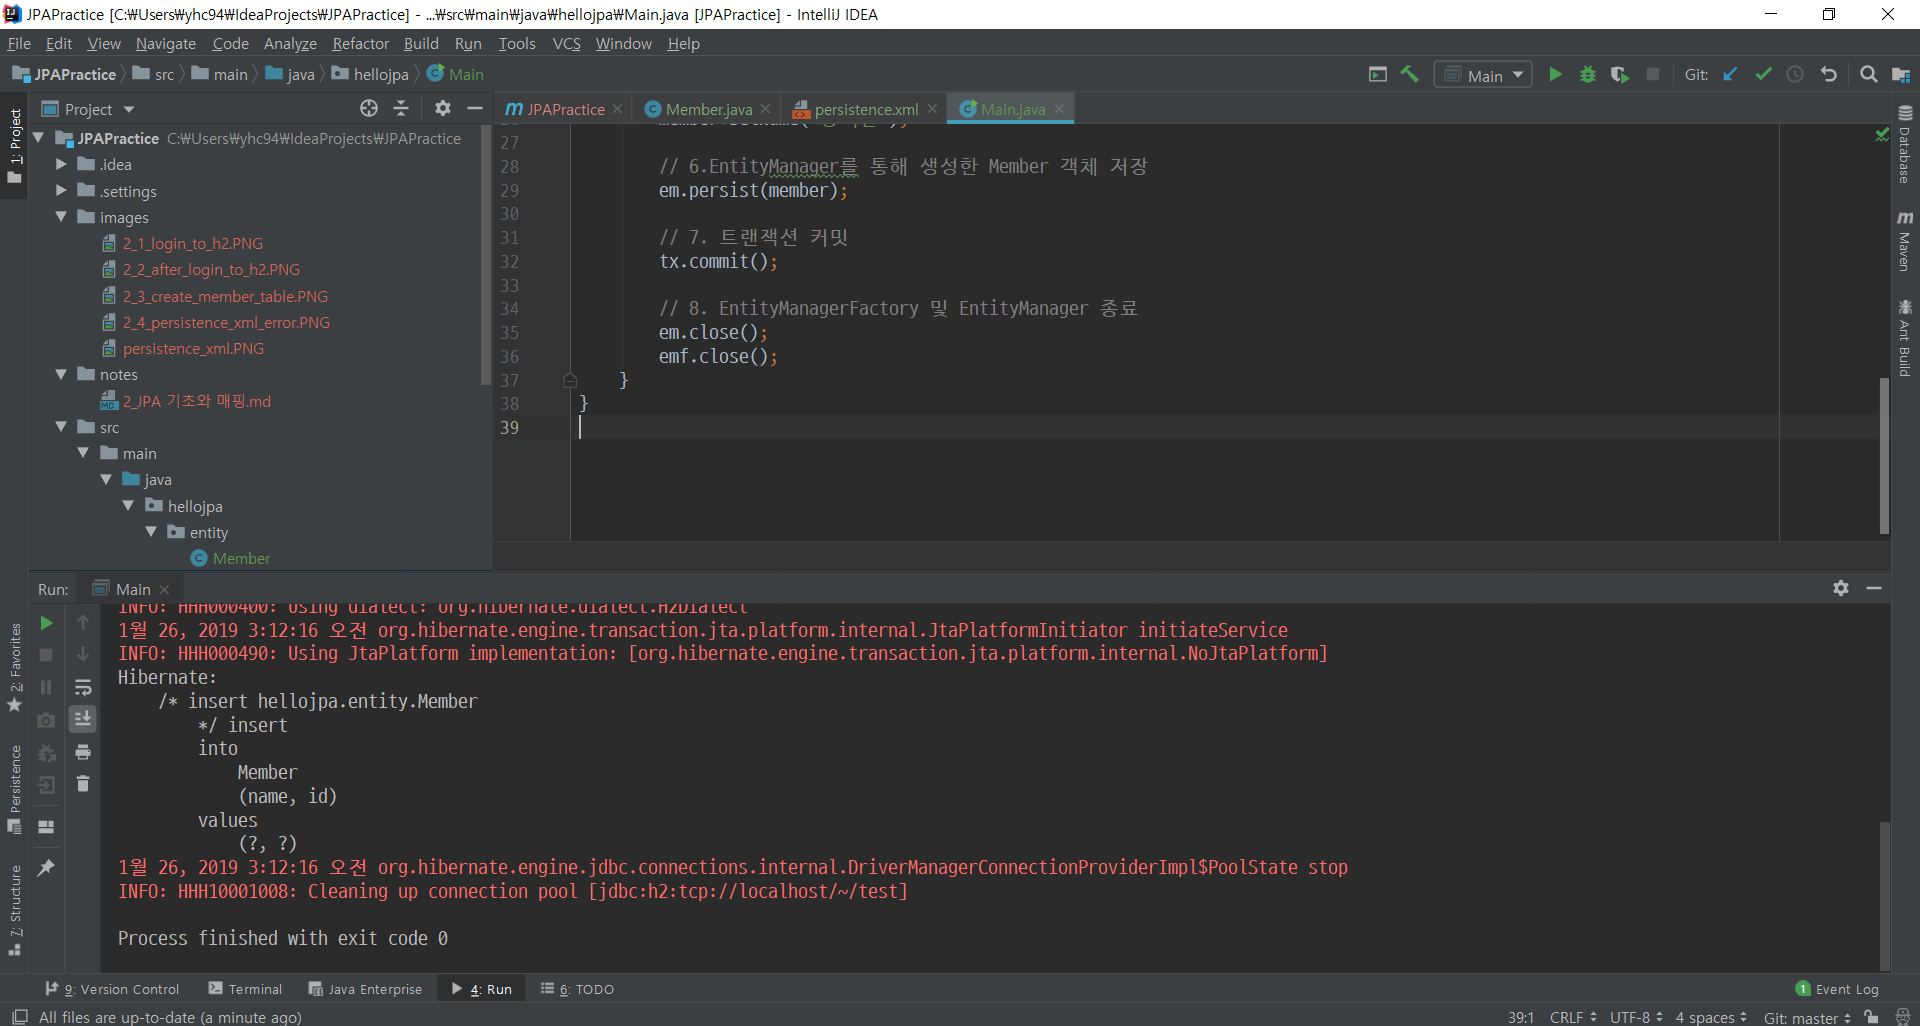 JPAPractice [C:₩Users₩yhc94₩IdeaProjects₩JPAPractice] - ...₩src₩main₩java₩hellojpa₩Main.java [JPAPractice] - IntelliJ IDEA
File Edit View Navigate Code Analyze Refactor Build Run Tools VCS Window Help
JPAPractice src main java hellojpa Main
Main Git:
1: Project
Project
JPAPractice Member.java persistence.xml Main.java
JPAPractice C:₩Users₩yhc94₩IdeaProjects₩JPAPractice
.idea
.settings
images
2_1_login_to_h2.PNG
2_2_after_login_to_h2.PNG
2_3_create_member_table.PNG
2_4_persistence_xml_error.PNG
persistence_xml.PNG
notes
2_JPA 기초와 매핑.md
src
main
java
hellojpa
entity
Member
27
28 // 6.EntityManager를 통해 생성한 Member 객체 저장
29 em.persist(member);
30
31 // 7. 트랜잭션 커밋
32 tx.commit();
33
34 // 8. EntityManagerFactory 및 EntityManager 종료
35 em.close();
36 emf.close();
37 }
38 }
39
Database
Maven
Ant Build
Run: Main
INFO: HHH000400: Using dialect: org.hibernate.dialect.H2Dialect
1월 26, 2019 3:12:16 오전 org.hibernate.engine.transaction.jta.platform.internal.JtaPlatformInitiator initiateService
INFO: HHH000490: Using JtaPlatform implementation: [org.hibernate.engine.transaction.jta.platform.internal.NoJtaPlatform]
Hibernate:
/* insert hellojpa.entity.Member
*/ insert
into
Member
(name, id)
values
(?, ?)
1월 26, 2019 3:12:16 오전 org.hibernate.engine.jdbc.connections.internal.DriverManagerConnectionProviderImpl$PoolState stop
INFO: HHH10001008: Cleaning up connection pool [jdbc:h2:tcp://localhost/~/test]
Process finished with exit code 0
2: Favorites
Persistence
7: Structure
9: Version Control Terminal Java Enterprise 4: Run 6: TODO 1 Event Log
All files are up-to-date (a minute ago) 39:1 CRLF UTF-8 4 spaces Git: master